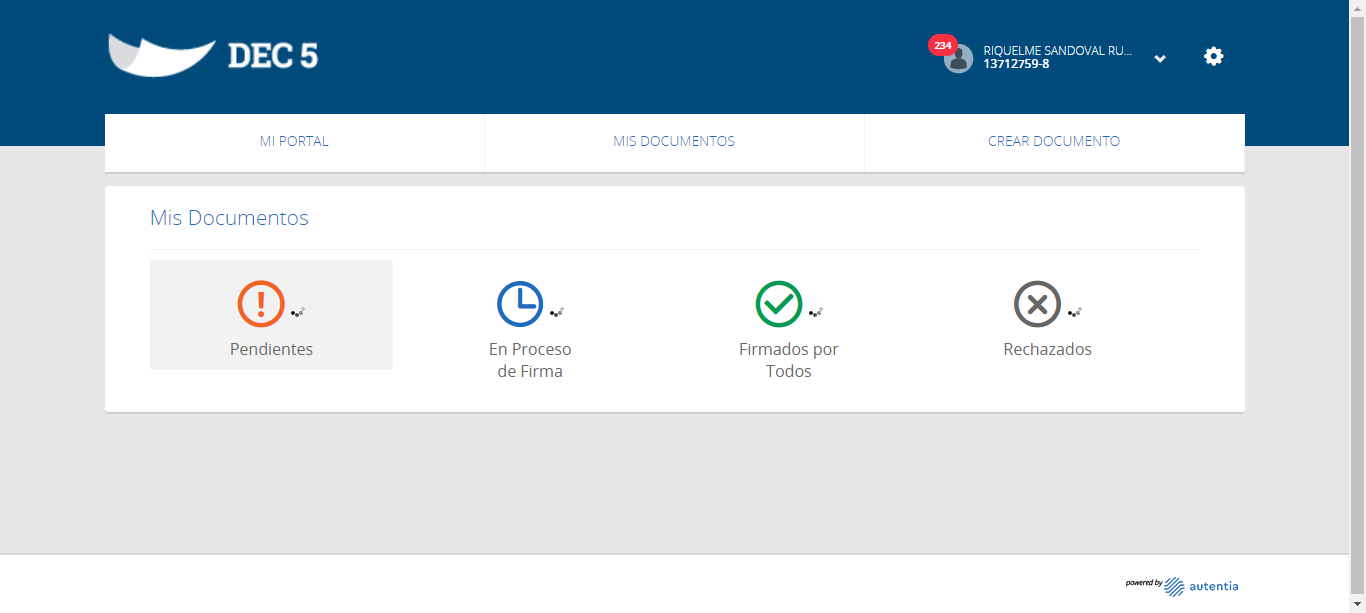 DEC 5
234
RIQUELME SANDOVAL RU...
13712759-8
MI PORTAL
MIS DOCUMENTOS
CREAR DOCUMENTO
Mis Documentos
Pendientes
En Proceso
de Firma
Firmados por
Todos
Rechazados
powered by
autentia